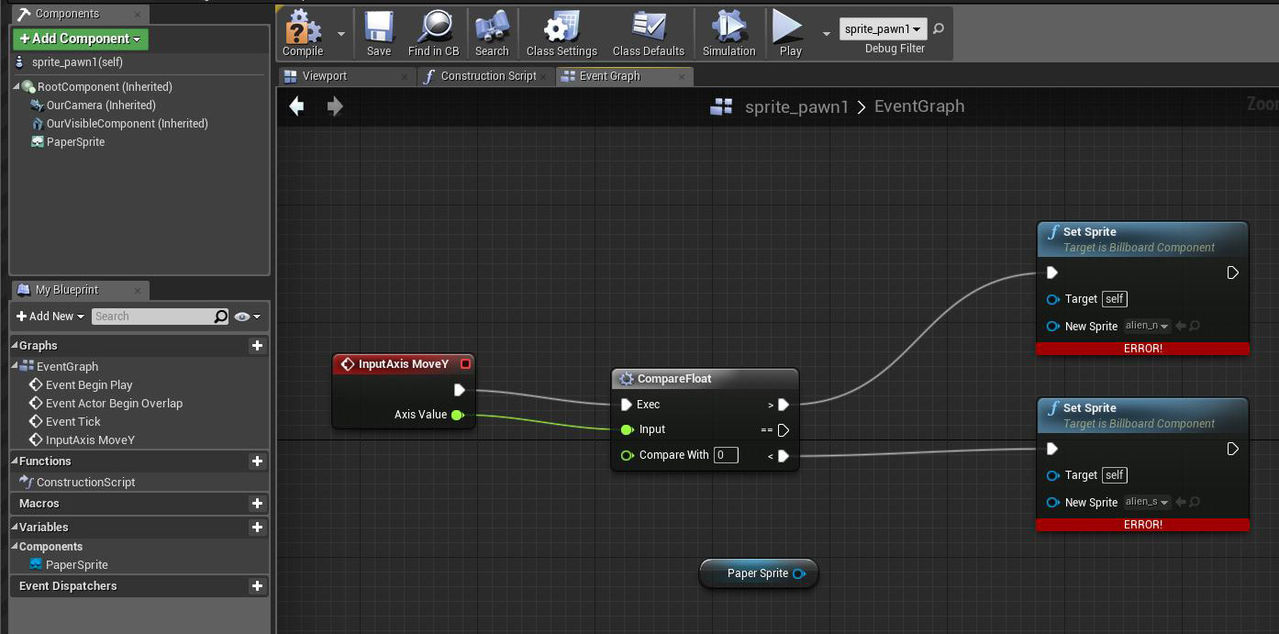 Components
+Add Component
sprite_pawn1(self)
RootComponent (Inherited)
OurCamera (Inherited)
OurVisibleComponent (Inherited)
PaperSprite
My Blueprint
+Add New
Search
Graphs
EventGraph
Event Begin Play
Event Actor Begin Overlap
Event Tick
InputAxis MoveY
Functions
ConstructionScript
Macros
Variables
Components
PaperSprite
Event Dispatchers
Compile
Save
Find in CB
Search
Class Settings
Class Defaults
Simulation
Play
sprite_pawn1
Debug Filter
Viewport
Construction Script
Event Graph
sprite_pawn1 > EventGraph
Zoo
InputAxis MoveY
Axis Value
CompareFloat
Exec >
Input ==
Compare With 0 <
Set Sprite
Target is Billboard Component
Target self
New Sprite alien_n
ERROR!
Set Sprite
Target is Billboard Component
Target self
New Sprite alien_s
ERROR!
Paper Sprite